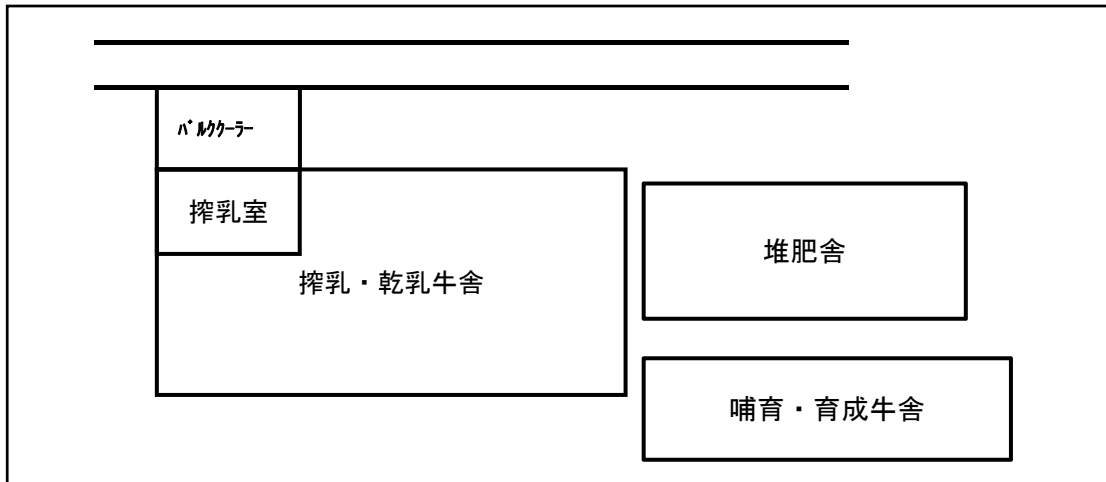 ﾊﾞﾙｸｸｰﾗｰ
搾乳室
搾乳・乾乳牛舎
堆肥舎
哺育・育成牛舎